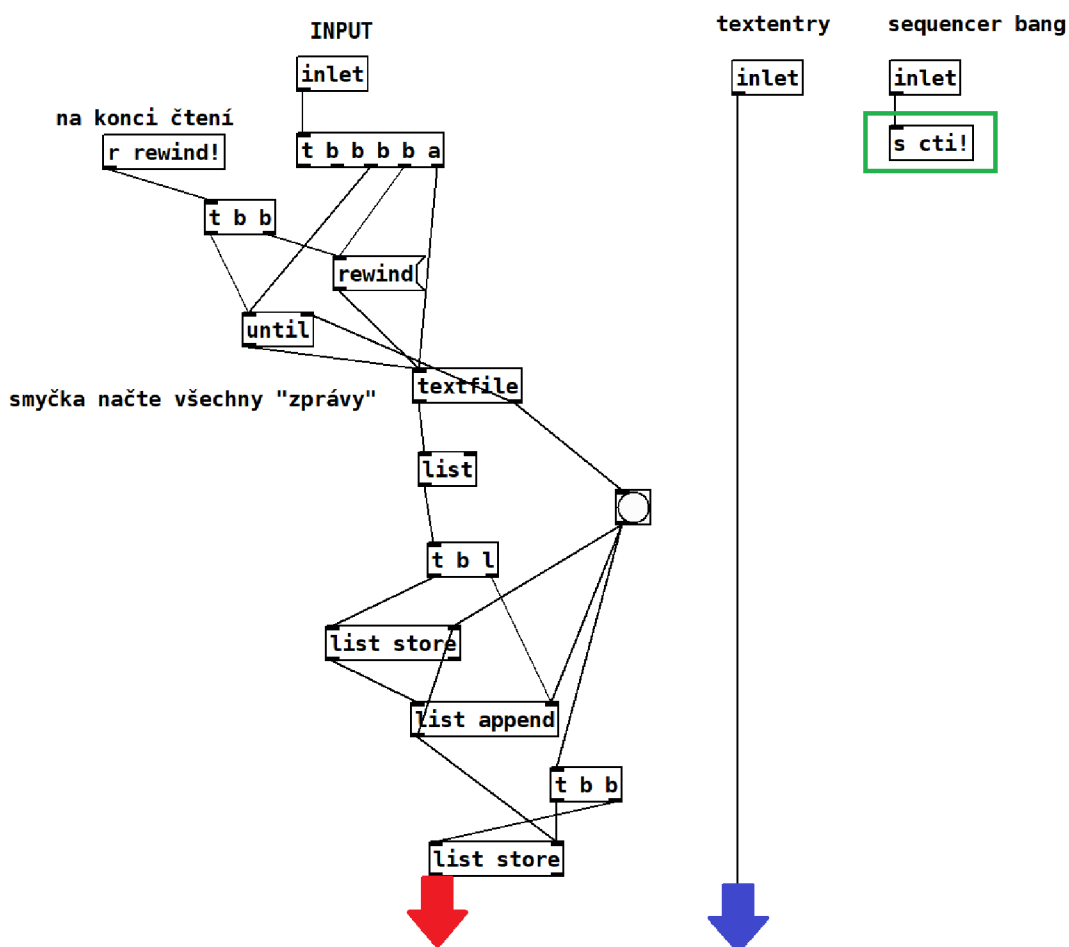 INPUT
textentry
sequencer bang
inlet
inlet
inlet
na konci čtení
r rewind!
t b b b b a
s cti!
t b b
rewind
until
textfile
smyčka načte všechny "zprávy"
list
t b l
list store
list append
t b b
list store